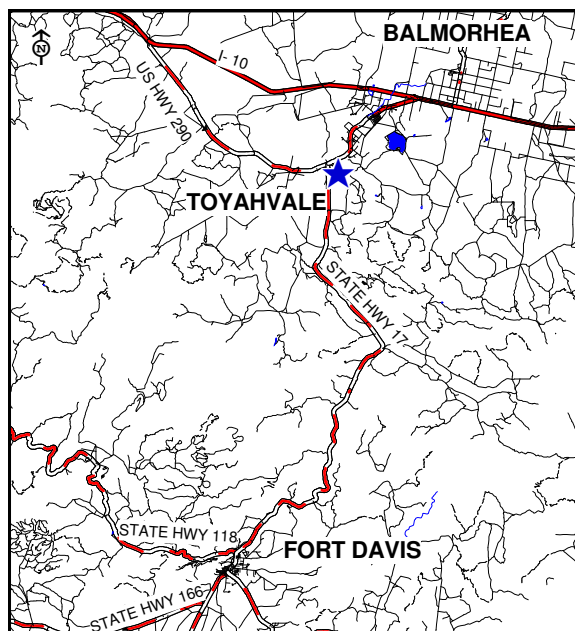 N
BALMORHEA
I- 10
US HWY 290
TOYAHVALE
STATE HWY 17
STATE HWY 118
FORT DAVIS
STATE HWY 166